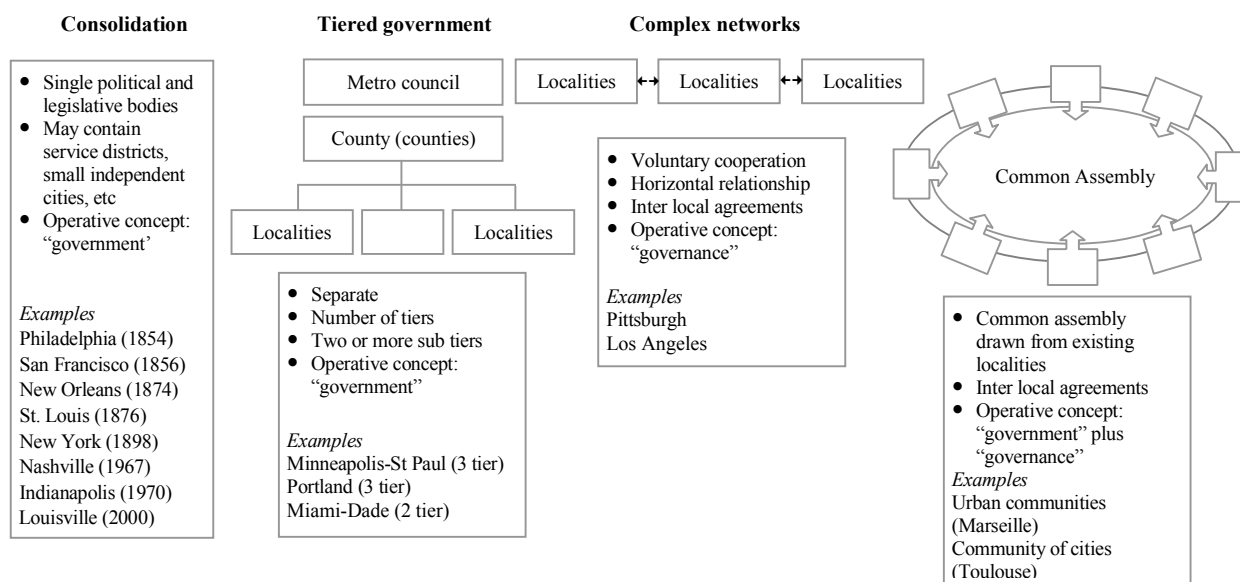 Consolidation
• Single political and
legislative bodies
• May contain
service districts,
small independent
cities, etc
• Operative concept:
“government’
Examples
Philadelphia (1854)
San Francisco (1856)
New Orleans (1874)
St. Louis (1876)
New York (1898)
Nashville (1967)
Indianapolis (1970)
Louisville (2000)
Tiered government
Metro council
County (counties)
Localities
Localities
• Separate
• Number of tiers
• Two or more sub tiers
• Operative concept:
“government”
Examples
Minneapolis-St Paul (3 tier)
Portland (3 tier)
Miami-Dade (2 tier)
Complex networks
Localities
Localities
Localities
• Voluntary cooperation
• Horizontal relationship
• Inter local agreements
• Operative concept:
“governance”
Examples
Pittsburgh
Los Angeles
Common Assembly
• Common assembly
drawn from existing
localities
• Inter local agreements
• Operative concept:
“government” plus
“governance”
Examples
Urban communities
(Marseille)
Community of cities
(Toulouse)